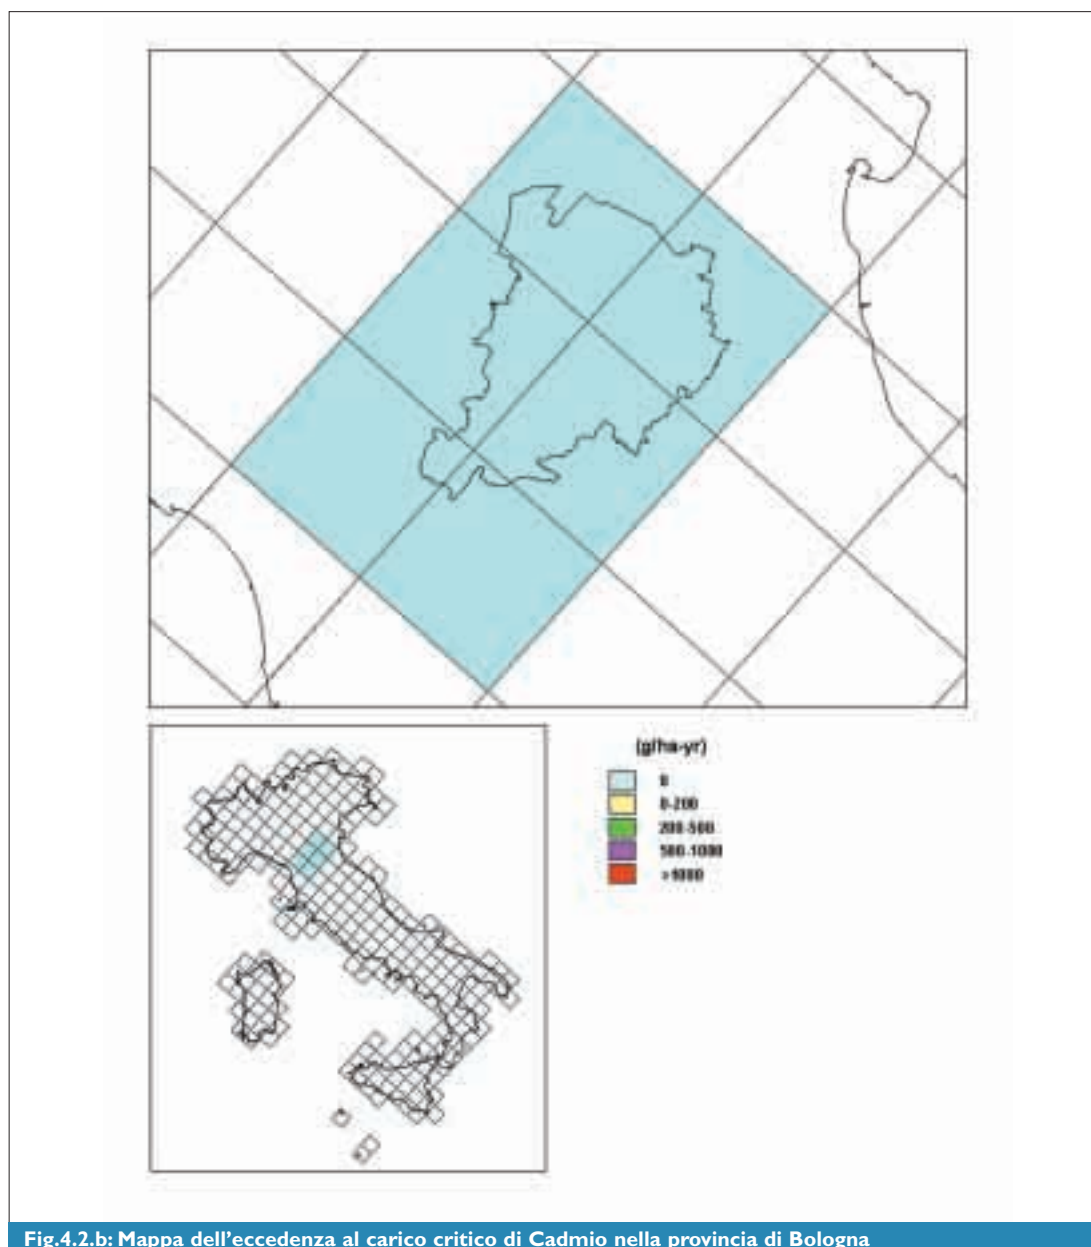 (g/ha-yr)
0
0-200
200-500
500-1000
>1000
Fig.4.2.b: Mappa dell'eccedenza al carico critico di Cadmio nella provincia di Bologna